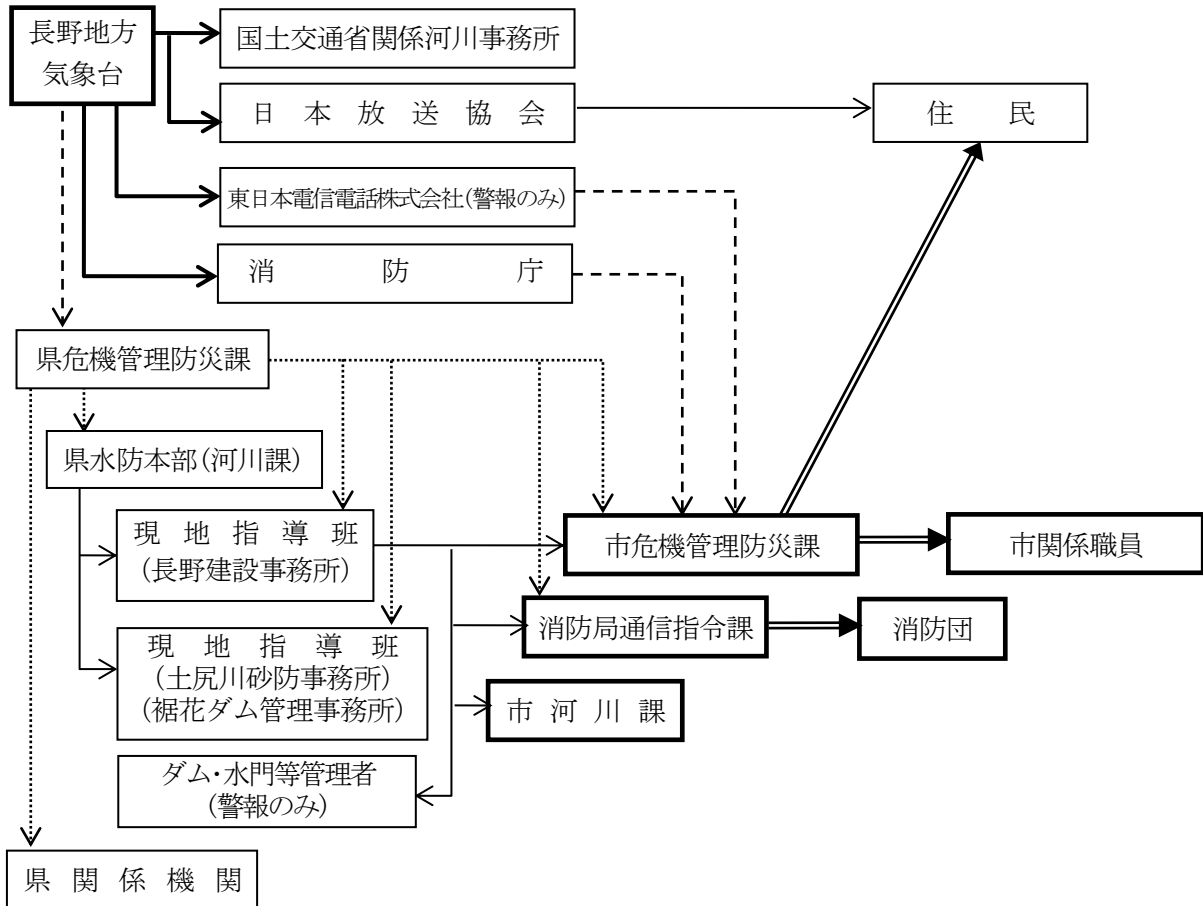 長野地方
気象台
国土交通省関係河川事務所
日本放送協会
住民
東日本電信電話株式会社(警報のみ)
消防庁
県危機管理防災課
県水防本部(河川課)
現地指導班
(長野建設事務所)
市危機管理防災課
市関係職員
消防局通信指令課
消防団
現地指導班
(土尻川砂防事務所)
(裾花ダム管理事務所)
市河川課
ダム・水門等管理者
(警報のみ)
県関係機関